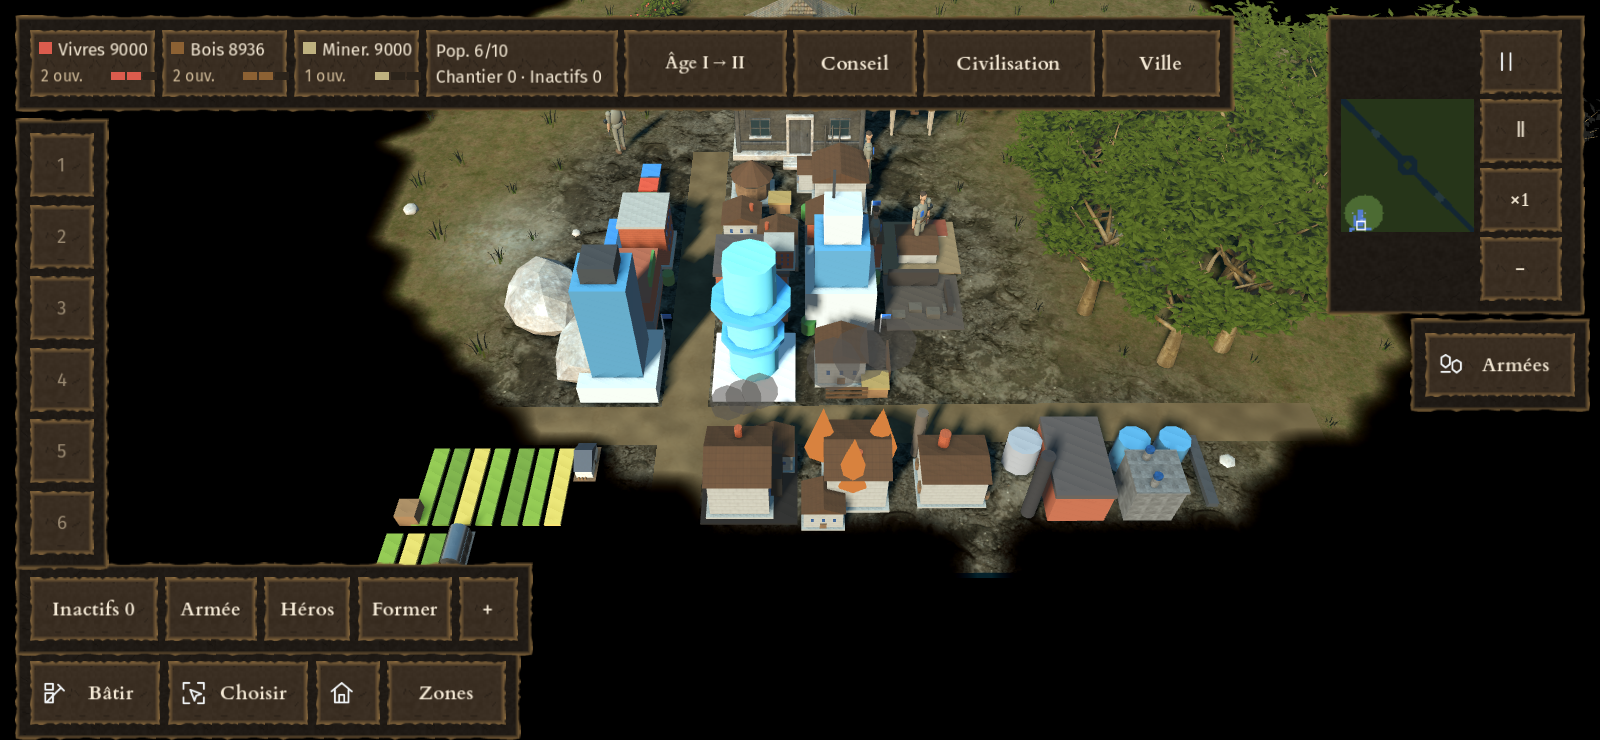 Vivres 9000
2 ouv.
Bois 8936
2 ouv.
Miner. 9000
1 ouv.
Pop. 6/10
Chantier 0 · Inactifs 0
Âge I → II
Conseil
Civilisation
Ville
×1
−
Armées
1
2
3
4
5
6
Inactifs 0
Armée
Héros
Former
+
Bâtir
Choisir
Zones